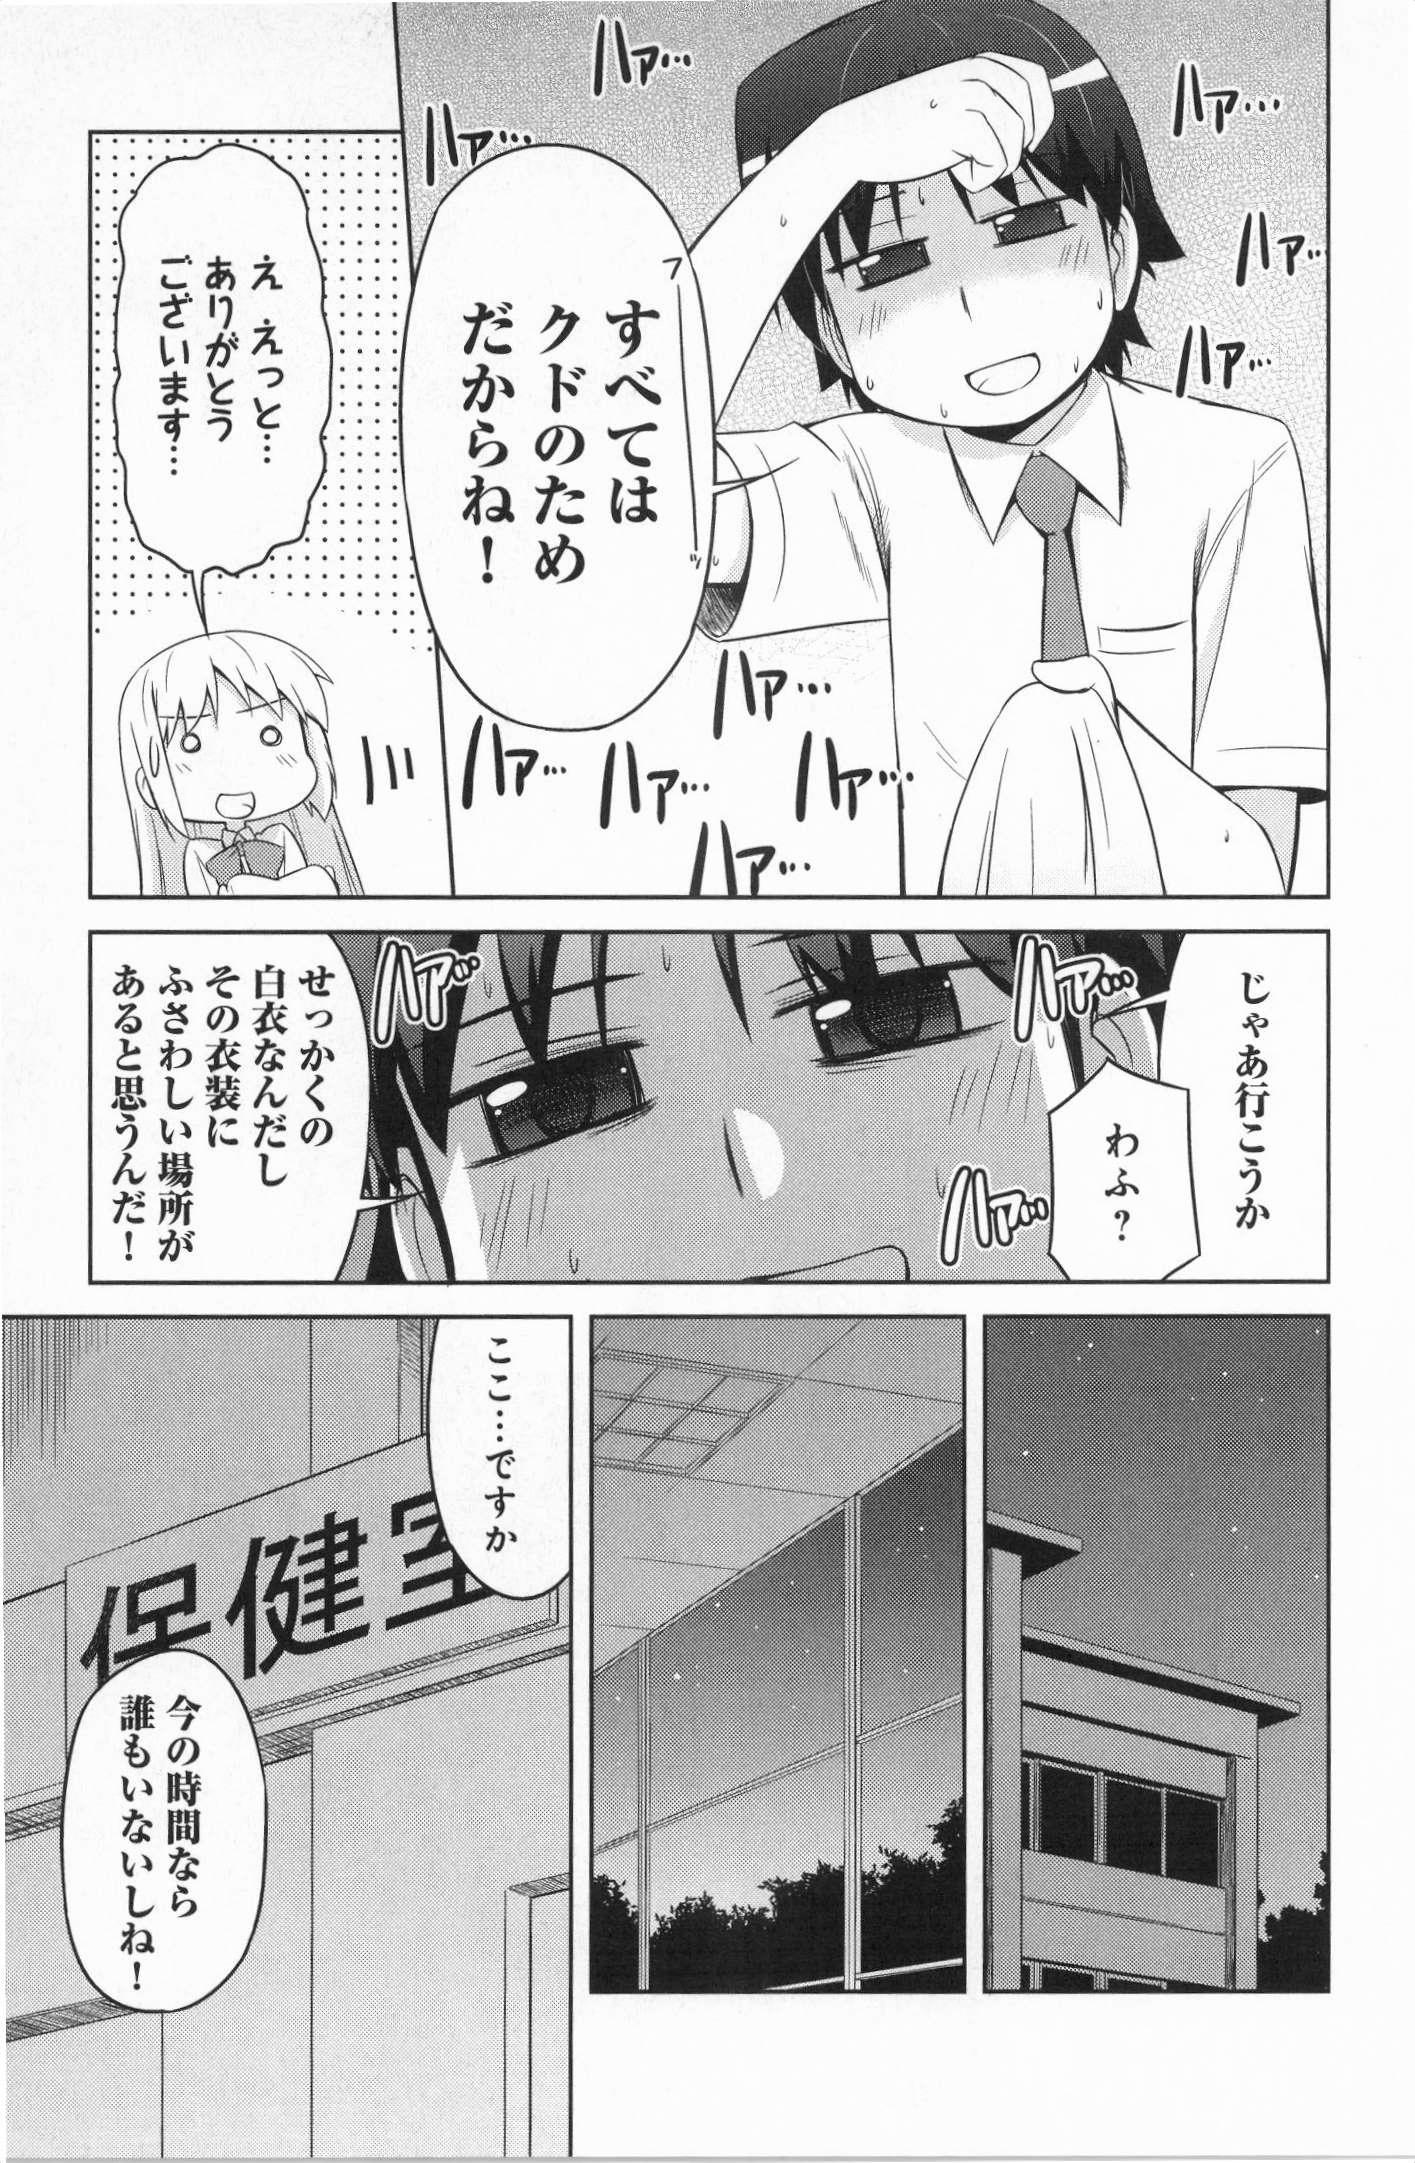 ハァ…
ハァ…
ハァ…
ハァ…
ハァ…
フーッ
すべては
クドのため
だからね!
ハァ…
ハァ…
ハァ…
ハァ…
ハァ…
え えっと…
ありがとう
ございます…
じゃあ行こうか
わふ?
ハァ…
ハァ…
ハァ…
せっかくの
白衣なんだし
その衣装に
ふさわしい場所が
あると思うんだ!
ここ…ですか
保健室
今の時間なら
誰もいないしね!